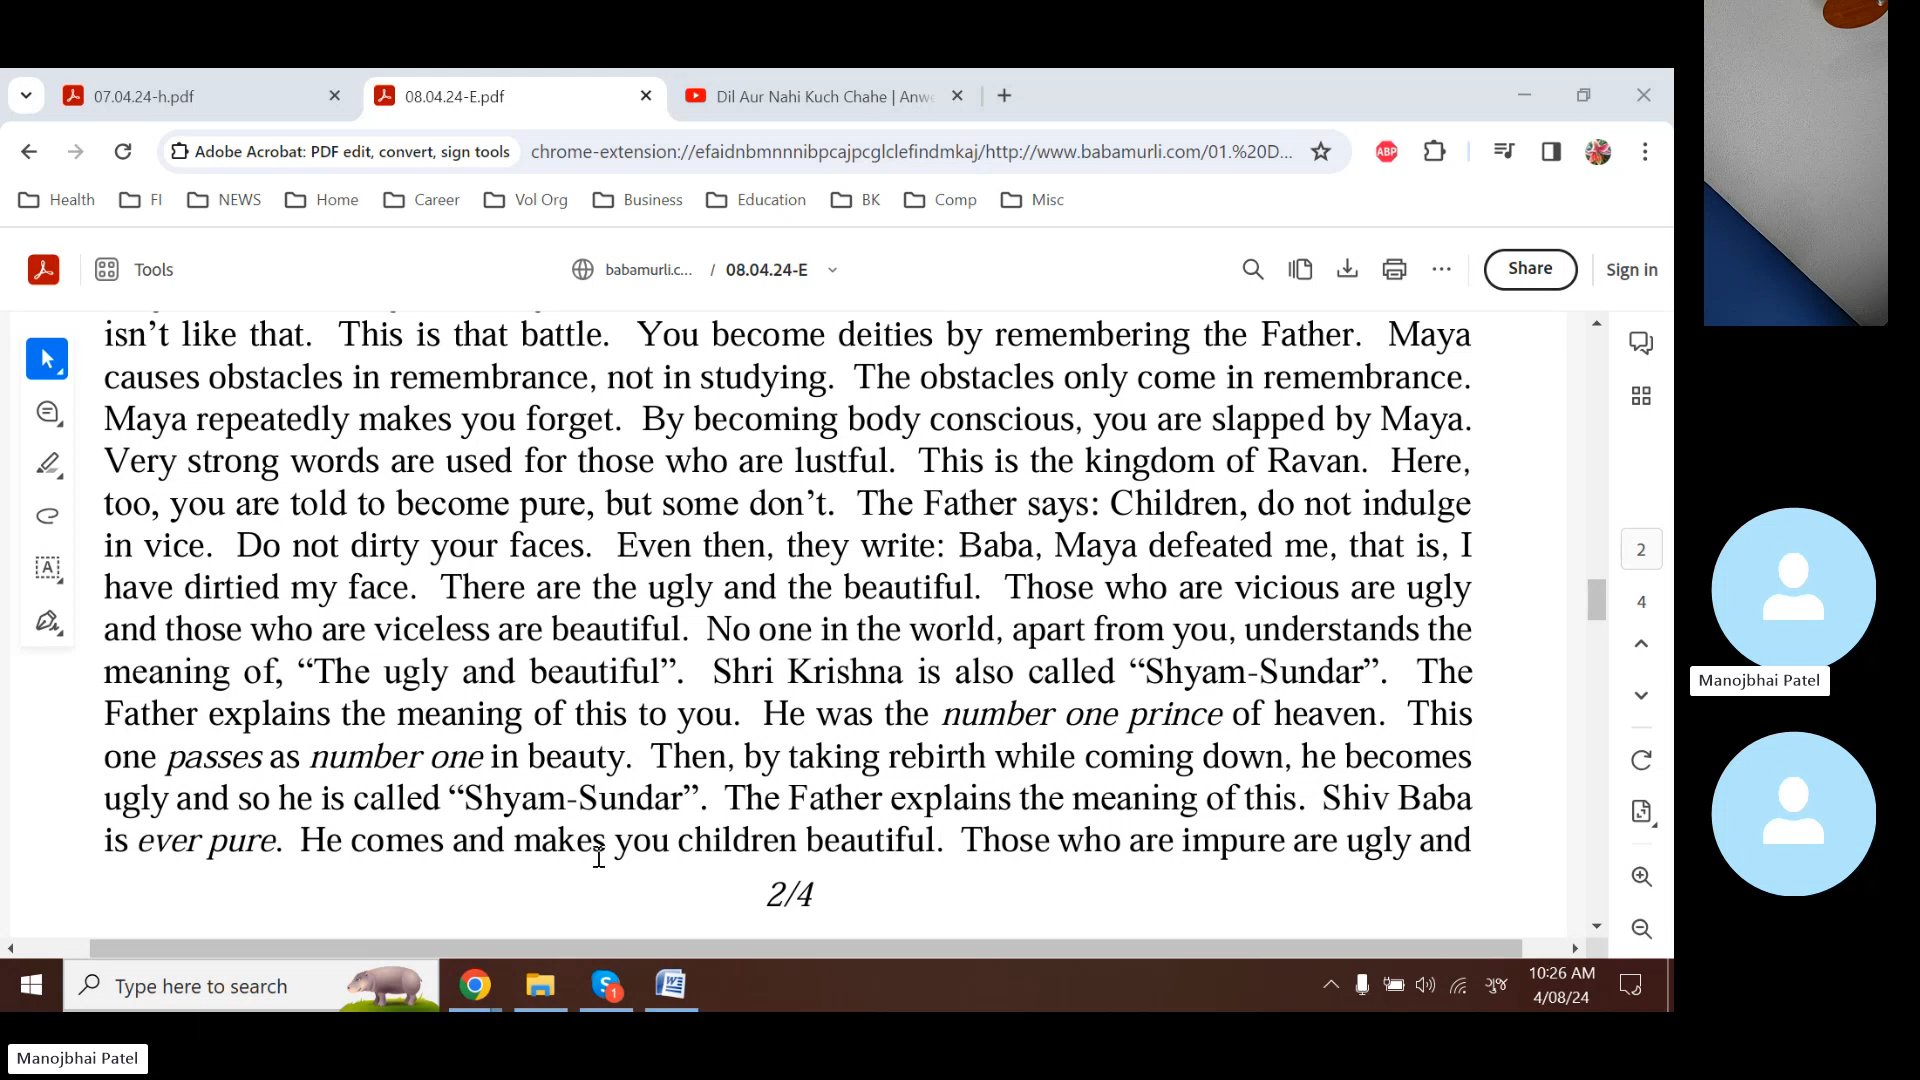 07.04.24-h.pdf
08.04.24-E.pdf
Dil Aur Nahi Kuch Chahe | Anwe
Adobe Acrobat: PDF edit, convert, sign tools
chrome-extension://efaidnbmnnnibpcajpcglclefindmkaj/http://www.babamurli.com/01.%20D...
ABP
Health FI NEWS Home Career Vol Org Business Education BK Comp Misc
Tools
babamurli.c... / 08.04.24-E
Share
Sign in
isn’t like that. This is that battle. You become deities by remembering the Father. Maya
causes obstacles in remembrance, not in studying. The obstacles only come in remembrance.
Maya repeatedly makes you forget. By becoming body conscious, you are slapped by Maya.
Very strong words are used for those who are lustful. This is the kingdom of Ravan. Here,
too, you are told to become pure, but some don’t. The Father says: Children, do not indulge
in vice. Do not dirty your faces. Even then, they write: Baba, Maya defeated me, that is, I
have dirtied my face. There are the ugly and the beautiful. Those who are vicious are ugly
and those who are viceless are beautiful. No one in the world, apart from you, understands the
meaning of, “The ugly and beautiful”. Shri Krishna is also called “Shyam-Sundar”. The
Father explains the meaning of this to you. He was the number one prince of heaven. This
one passes as number one in beauty. Then, by taking rebirth while coming down, he becomes
ugly and so he is called “Shyam-Sundar”. The Father explains the meaning of this. Shiv Baba
is ever pure. He comes and makes you children beautiful. Those who are impure are ugly and
2/4
2
4
Manojbhai Patel
Type here to search
1
ગુજ
10:26 AM
4/08/24
Manojbhai Patel